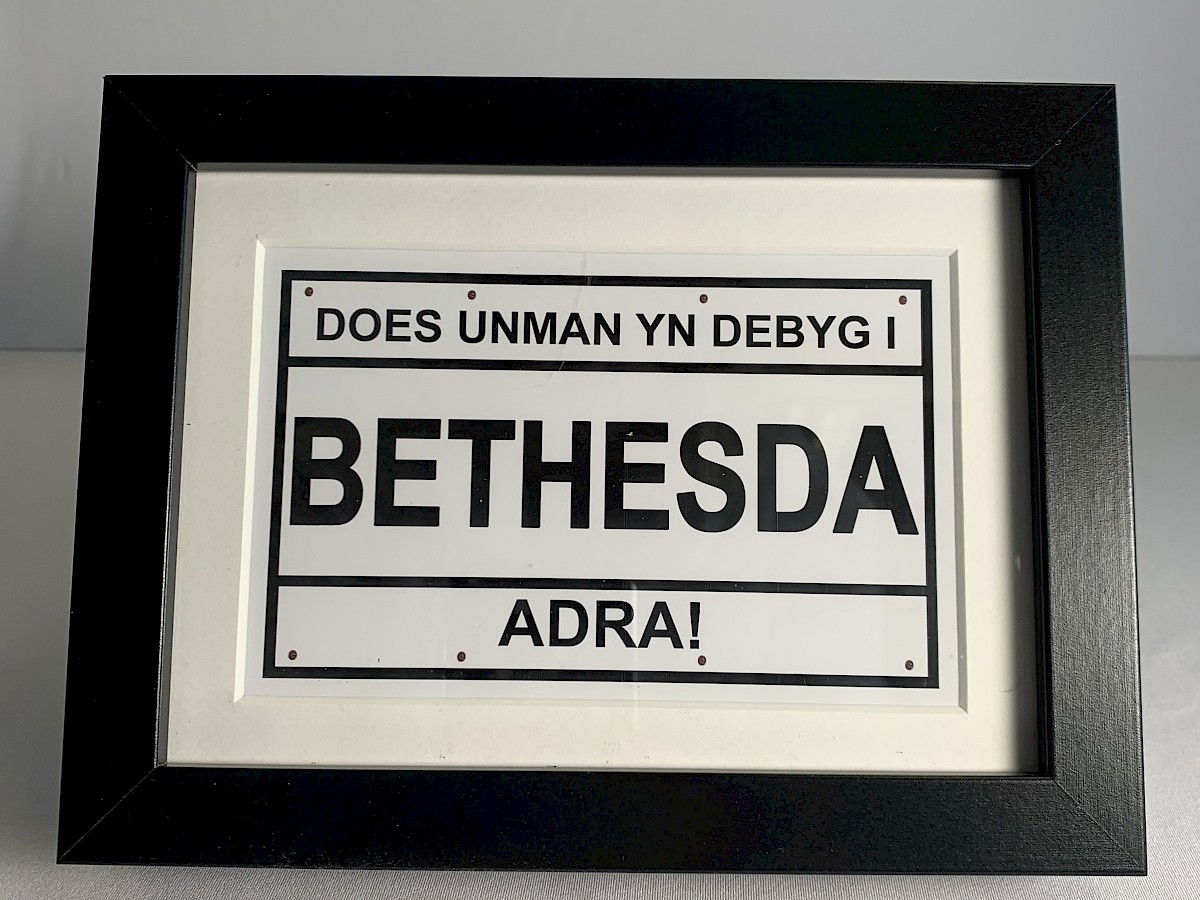 DOES UNMAN YN DEBYG I
BETHESDA
ADRA!